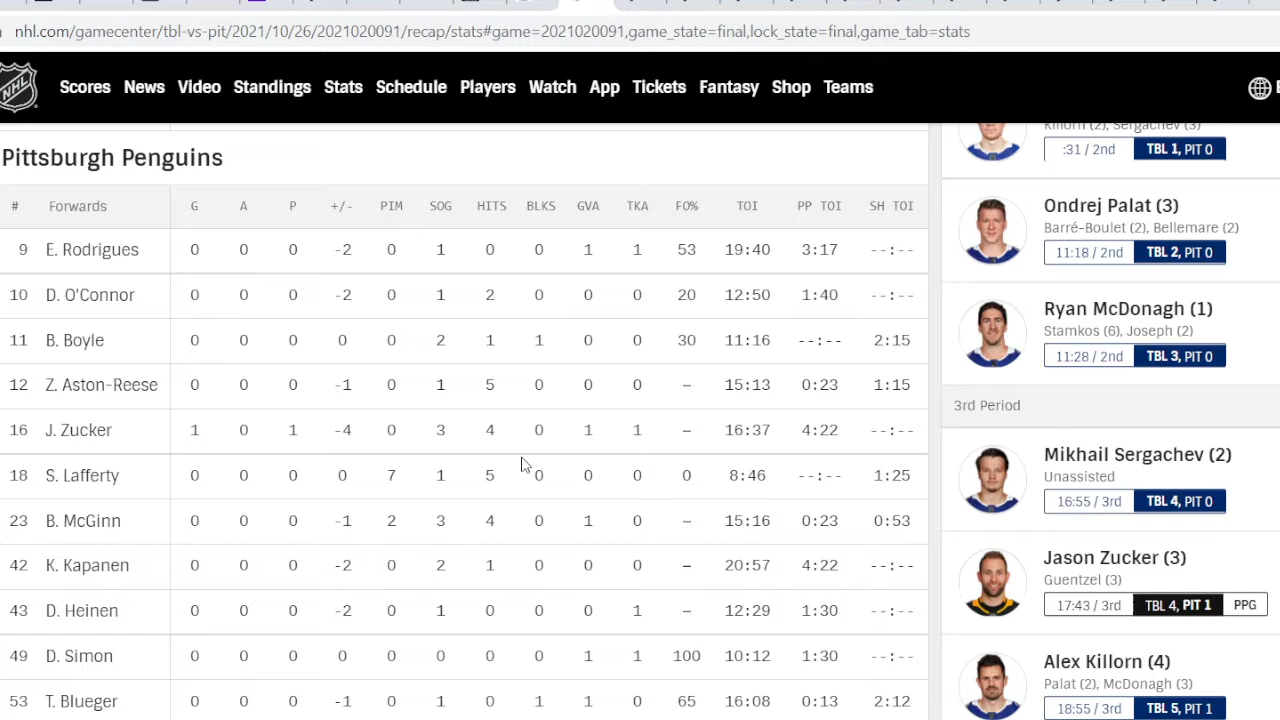 nhl.com/gamecenter/tbl-vs-pit/2021/10/26/2021020091/recap/stats#game=2021020091,game_state=final,lock_state=final,game_tab=stats
NHL Scores News Video Standings Stats Schedule Players Watch App Tickets Fantasy Shop Teams
Pittsburgh Penguins
# Forwards G A P +/- PIM SOG HITS BLKS GVA TKA FO% TOI PP TOI SH TOI
9 E. Rodrigues 0 0 0 -2 0 1 0 0 1 1 53 19:40 3:17 --:--
10 D. O'Connor 0 0 0 -2 0 1 2 0 0 0 20 12:50 1:40 --:--
11 B. Boyle 0 0 0 0 0 2 1 1 0 0 30 11:16 --:-- 2:15
12 Z. Aston-Reese 0 0 0 -1 0 1 5 0 0 0 – 15:13 0:23 1:15
16 J. Zucker 1 0 1 -4 0 3 4 0 1 1 – 16:37 4:22 --:--
18 S. Lafferty 0 0 0 0 7 1 5 0 0 0 0 8:46 --:-- 1:25
23 B. McGinn 0 0 0 -1 2 3 4 0 1 0 – 15:16 0:23 0:53
42 K. Kapanen 0 0 0 -2 0 2 1 0 0 0 – 20:57 4:22 --:--
43 D. Heinen 0 0 0 -2 0 1 0 0 0 1 – 12:29 1:30 --:--
49 D. Simon 0 0 0 0 0 0 0 0 1 1 100 10:12 1:30 --:--
53 T. Blueger 0 0 0 -1 0 1 0 1 1 0 65 16:08 0:13 2:12
Killorn (2), Sergachev (3)
:31 / 2nd TBL 1, PIT 0
Ondrej Palat (3)
Barré-Boulet (2), Bellemare (2)
11:18 / 2nd TBL 2, PIT 0
Ryan McDonagh (1)
Stamkos (6), Joseph (2)
11:28 / 2nd TBL 3, PIT 0
3rd Period
Mikhail Sergachev (2)
Unassisted
16:55 / 3rd TBL 4, PIT 0
Jason Zucker (3)
Guentzel (3)
17:43 / 3rd TBL 4, PIT 1 PPG
Alex Killorn (4)
Palat (2), McDonagh (3)
18:55 / 3rd TBL 5, PIT 1